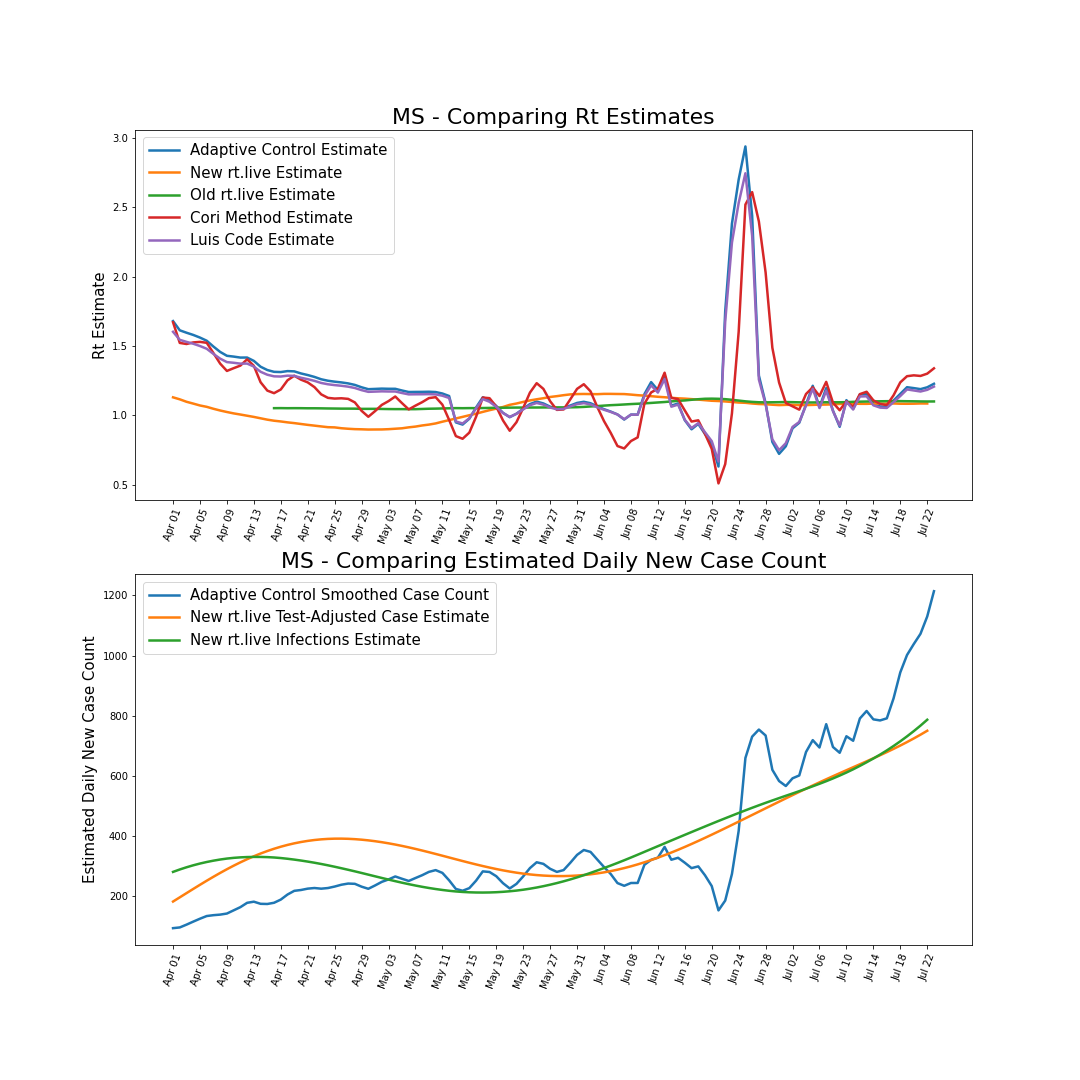 MS - Comparing Rt Estimates
Rt Estimate
3.0
2.5
2.0
1.5
1.0
0.5
Adaptive Control Estimate
New rt.live Estimate
Old rt.live Estimate
Cori Method Estimate
Luis Code Estimate
Apr 01 Apr 05 Apr 09 Apr 13 Apr 17 Apr 21 Apr 25 Apr 29 May 03 May 07 May 11 May 15 May 19 May 23 May 27 May 31 Jun 04 Jun 08 Jun 12 Jun 16 Jun 20 Jun 24 Jun 28 Jul 02 Jul 06 Jul 10 Jul 14 Jul 18 Jul 22
MS - Comparing Estimated Daily New Case Count
Estimated Daily New Case Count
1200
1000
800
600
400
200
Adaptive Control Smoothed Case Count
New rt.live Test-Adjusted Case Estimate
New rt.live Infections Estimate
Apr 01 Apr 05 Apr 09 Apr 13 Apr 17 Apr 21 Apr 25 Apr 29 May 03 May 07 May 11 May 15 May 19 May 23 May 27 May 31 Jun 04 Jun 08 Jun 12 Jun 16 Jun 20 Jun 24 Jun 28 Jul 02 Jul 06 Jul 10 Jul 14 Jul 18 Jul 22